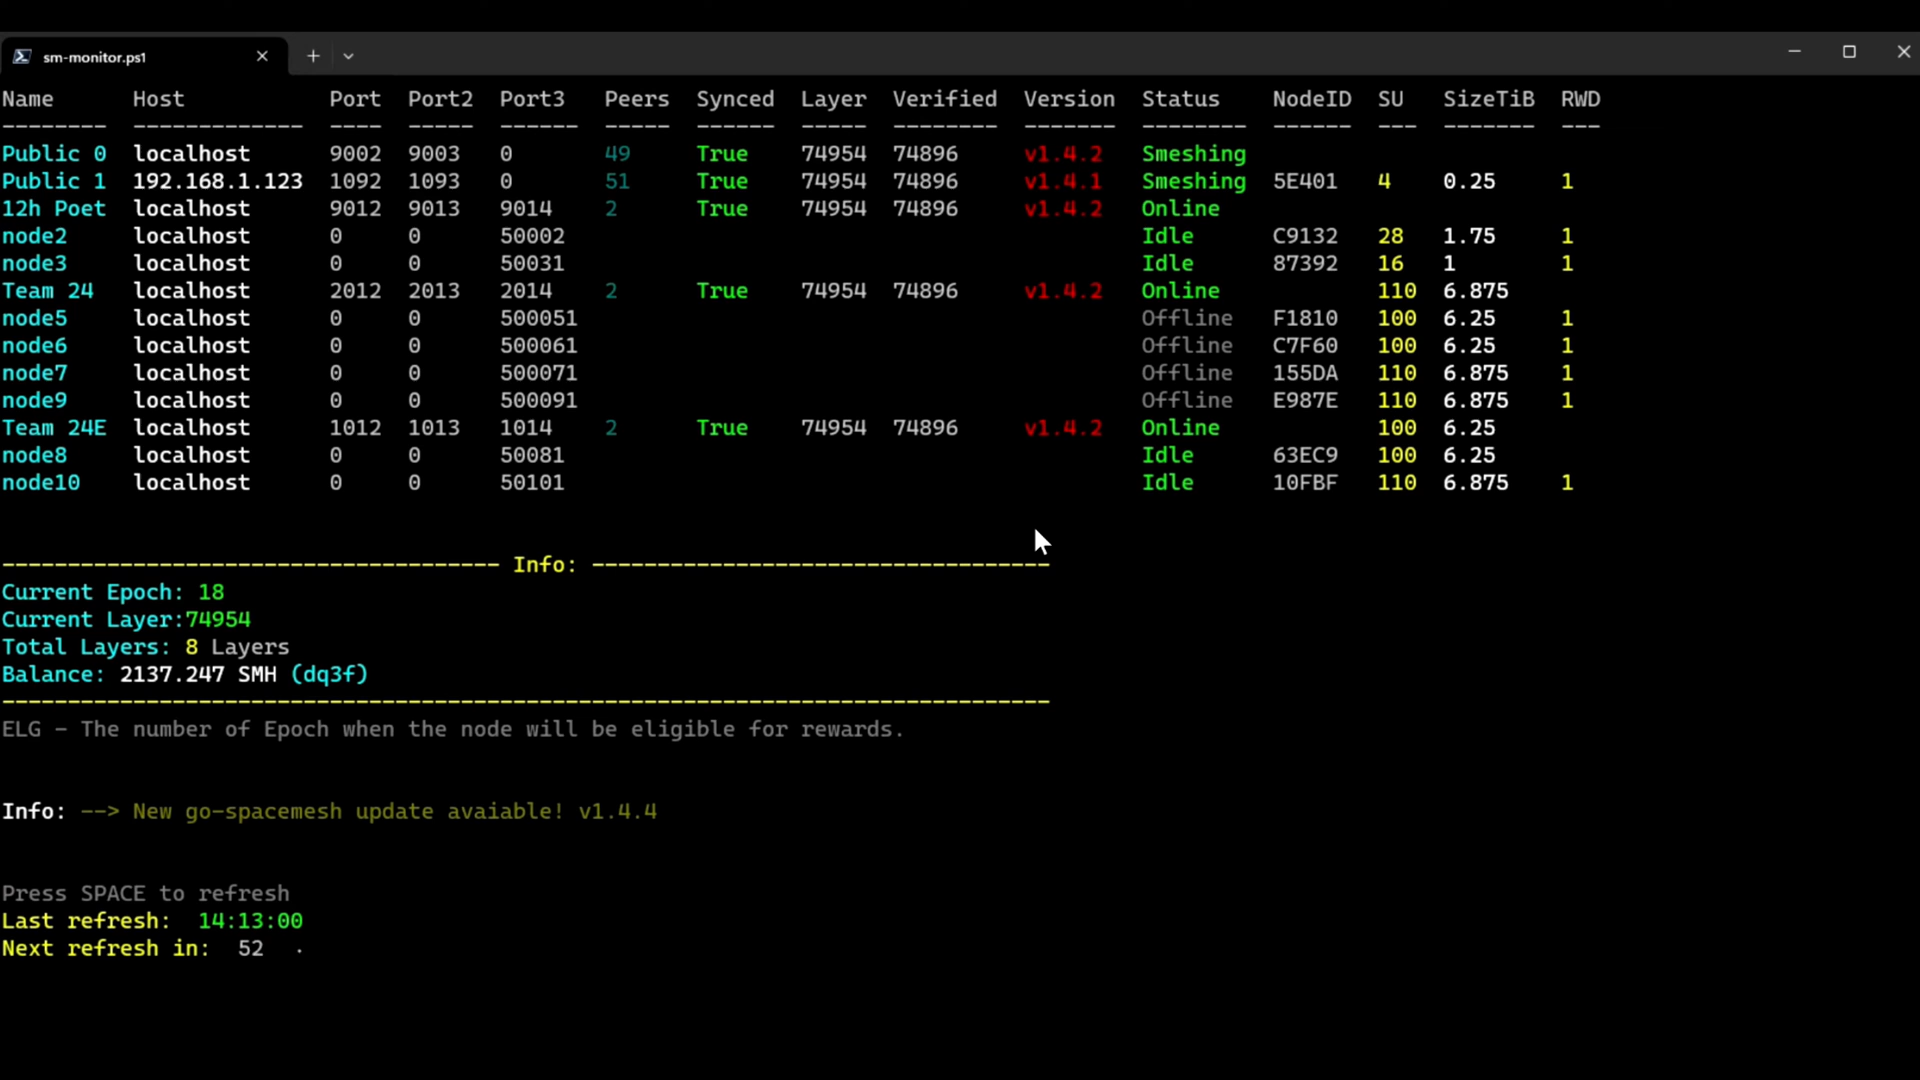 sm-monitor.ps1
Name Host Port Port2 Port3 Peers Synced Layer Verified Version Status NodeID SU SizeTiB RWD
-------- ------------- ---- ----- ------ ----- ------ ----- -------- ------- -------- ------ --- ------- ---
Public 0 localhost 9002 9003 0 49 True 74954 74896 v1.4.2 Smeshing
Public 1 192.168.1.123 1092 1093 0 51 True 74954 74896 v1.4.1 Smeshing 5E401 4 0.25 1
12h Poet localhost 9012 9013 9014 2 True 74954 74896 v1.4.2 Online
node2 localhost 0 0 50002 Idle C9132 28 1.75 1
node3 localhost 0 0 50031 Idle 87392 16 1 1
Team 24 localhost 2012 2013 2014 2 True 74954 74896 v1.4.2 Online 110 6.875
node5 localhost 0 0 500051 Offline F1810 100 6.25 1
node6 localhost 0 0 500061 Offline C7F60 100 6.25 1
node7 localhost 0 0 500071 Offline 155DA 110 6.875 1
node9 localhost 0 0 500091 Offline E987E 110 6.875 1
Team 24E localhost 1012 1013 1014 2 True 74954 74896 v1.4.2 Online 100 6.25
node8 localhost 0 0 50081 Idle 63EC9 100 6.25
node10 localhost 0 0 50101 Idle 10FBF 110 6.875 1
-------------------------------------- Info: -----------------------------------
Current Epoch: 18
Current Layer:74954
Total Layers: 8 Layers
Balance: 2137.247 SMH (dq3f)
--------------------------------------------------------------------------------
ELG - The number of Epoch when the node will be eligible for rewards.
Info: --> New go-spacemesh update avaiable! v1.4.4
Press SPACE to refresh
Last refresh: 14:13:00
Next refresh in: 52 .